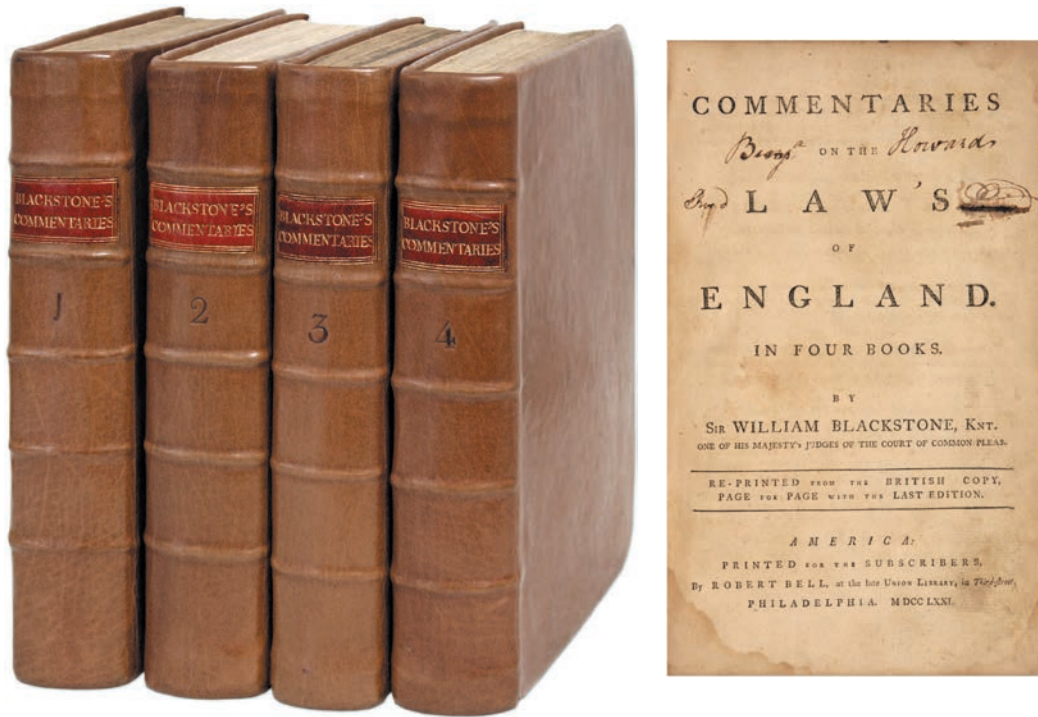 BLACKSTONE'S
COMMENTARIES
1
BLACKSTONE'S
COMMENTARIES
2
BLACKSTONE'S
COMMENTARIES
3
BLACKSTONE'S
COMMENTARIES
4
COMMENTARIES
ON THE Howards
LAW'S
OF
ENGLAND.
IN FOUR BOOKS.
BY
SIR WILLIAM BLACKSTONE, KNT.
ONE OF HIS MAJESTY'S JUDGES OF THE COURT OF COMMON PLEAS.
RE-PRINTED FROM THE BRITISH COPY,
PAGE FOR PAGE WITH THE LAST EDITION.
AMERICA:
PRINTED FOR THE SUBSCRIBERS,
By ROBERT BELL, at the late UNION LIBRARY, in Third-street,
PHILADELPHIA. MDCCLXXI.